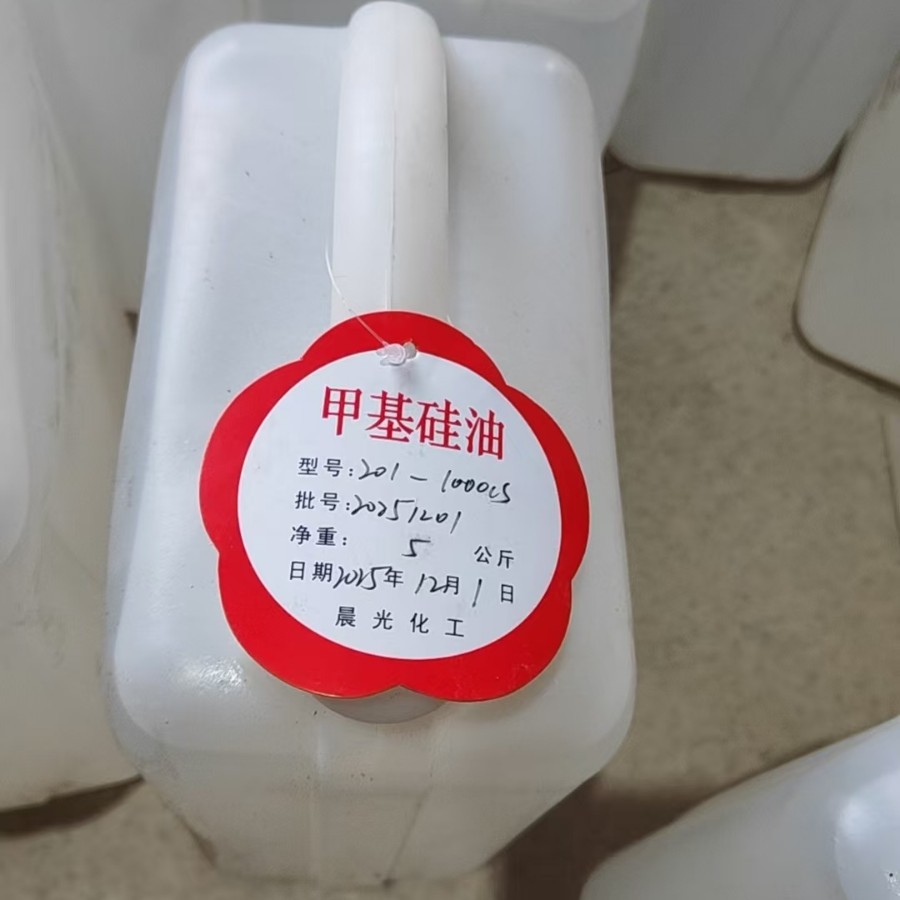 甲基硅油
型号:201-1000cs
批号:20251201
净重: 5 公斤
日期2025年12月1日
晨光化工